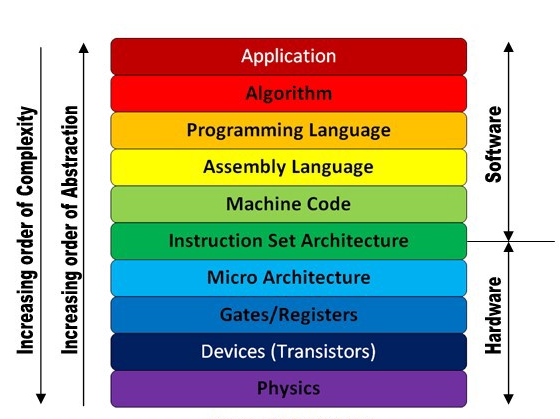 Application
Algorithm
Programming Language
Assembly Language
Machine Code
Instruction Set Architecture
Micro Architecture
Gates/Registers
Devices (Transistors)
Physics
Increasing order of Complexity
Increasing order of Abstraction
Software
Hardware